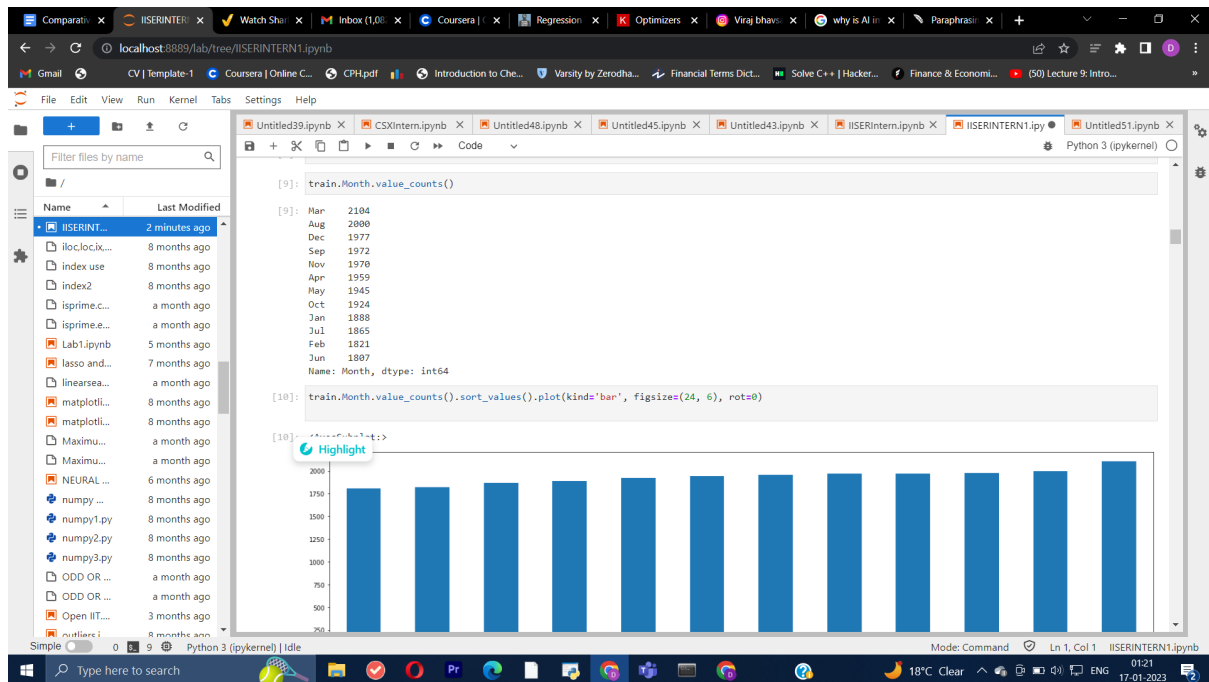 Comparativ
IISERINTERN
Watch Shar
Inbox (1,08
Coursera | C
Regression
Optimizers
Viraj bhavsa
why is AI in
Paraphrasin
localhost:8889/lab/tree/IISERINTERN1.ipynb
Gmail
CV | Template-1
Coursera | Online C...
CPH.pdf
Introduction to Che...
Varsity by Zerodha...
Financial Terms Dict...
Solve C++ | Hacker...
Finance & Economi...
(50) Lecture 9: Intro...
»
File Edit View Run Kernel Tabs Settings Help
Untitled39.ipynb
CSXIntern.ipynb
Untitled48.ipynb
Untitled45.ipynb
Untitled43.ipynb
IISERIntern.ipynb
IISERINTERN1.ipy
Untitled51.ipynb
Code
Python 3 (ipykernel)
Filter files by name
/
Name Last Modified
IISERINT... 2 minutes ago
iloc,loc,ix,... 8 months ago
index use 8 months ago
index2 8 months ago
isprime.c... a month ago
isprime.e... a month ago
Lab1.ipynb 5 months ago
lasso and... 7 months ago
linearsea... a month ago
matplotli... 8 months ago
matplotli... 8 months ago
Maximu... a month ago
Maximu... a month ago
NEURAL ... 6 months ago
numpy ... 8 months ago
numpy1.py 8 months ago
numpy2.py 8 months ago
numpy3.py 8 months ago
ODD OR ... a month ago
ODD OR ... a month ago
Open IIT.... 3 months ago
outliers.i... 8 months ago
[9]: train.Month.value_counts()
[9]: Mar 2104
Aug 2000
Dec 1977
Sep 1972
Nov 1970
Apr 1959
May 1945
Oct 1924
Jan 1888
Jul 1865
Feb 1821
Jun 1807
Name: Month, dtype: int64
[10]: train.Month.value_counts().sort_values().plot(kind='bar', figsize=(24, 6), rot=0)
[10]: <AxesSubplot:>
Highlight
2000
1750
1500
1250
1000
750
500
250
Simple 0 9 Python 3 (ipykernel) | Idle
Mode: Command Ln 1, Col 1 IISERINTERN1.ipynb
Type here to search
18°C Clear ENG 01:21
17-01-2023